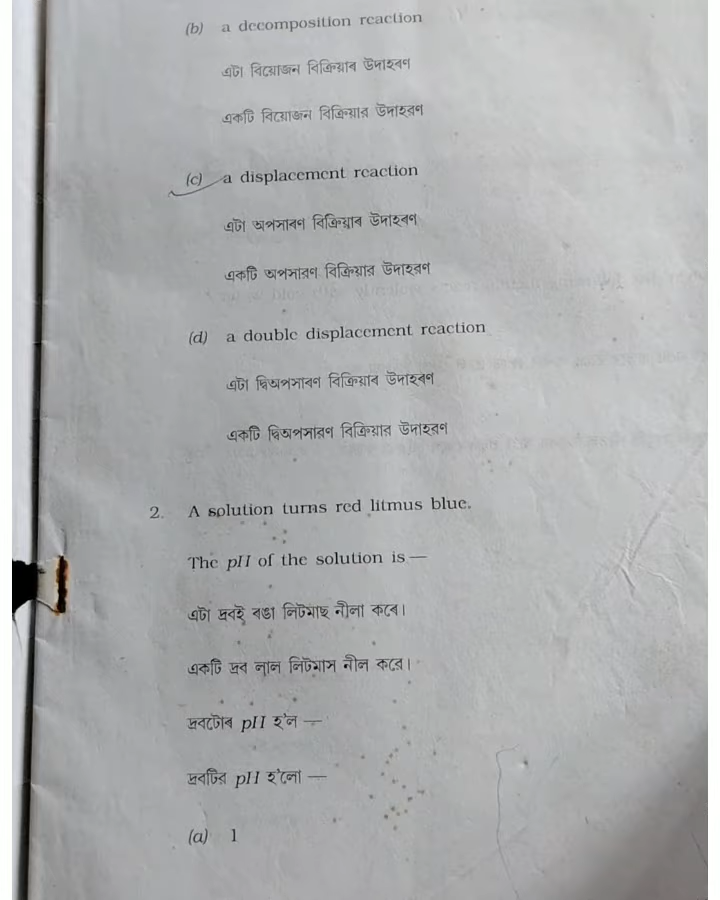 (b) a decomposition reaction
এটা বিয়োজন বিক্ৰিয়াৰ উদাহৰণ
একটি বিয়োজন বিক্রিয়ার উদাহরণ
(c) a displacement reaction
এটা অপসাৰণ বিক্ৰিয়াৰ উদাহৰণ
একটি অপসারণ বিক্রিয়ার উদাহরণ
(d) a double displacement reaction
এটা দ্বিঅপসাৰণ বিক্ৰিয়াৰ উদাহৰণ
একটি দ্বিঅপসারণ বিক্রিয়ার উদাহরণ
2. A solution turns red litmus blue.
The pH of the solution is —
এটা দ্ৰবই ৰঙা লিটমাছ নীলা কৰে।
একটি দ্রব লাল লিটমাস নীল করে।
দ্ৰবটোৰ pH হ'ল —
দ্রবটির pH হ'লো —
(a) 1